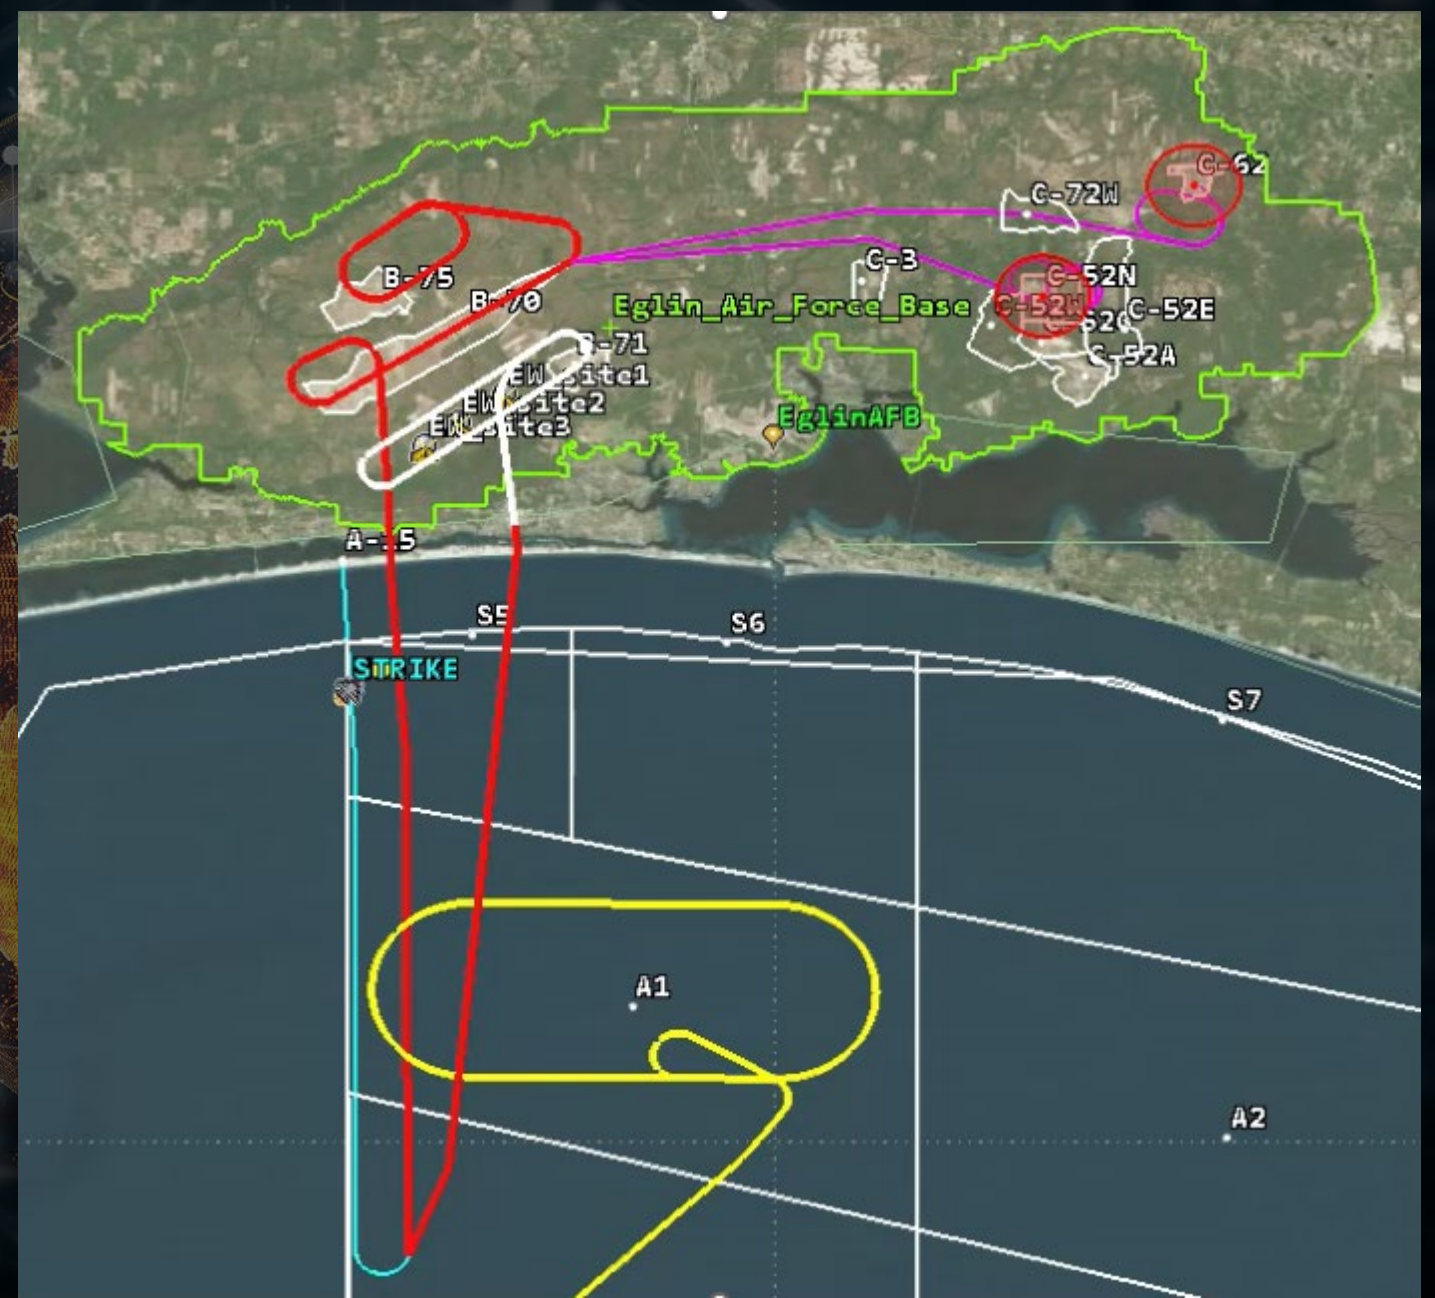 C-62
C-72W
C-3
B-75
C-52N
B-70
Eglin_Air_Force_Base
C-52W
C-52E
C-52A
EW_site1
EW_site2
EW_site3
EglinAFB
A-15
S5
S6
STRIKE
S7
A1
A2